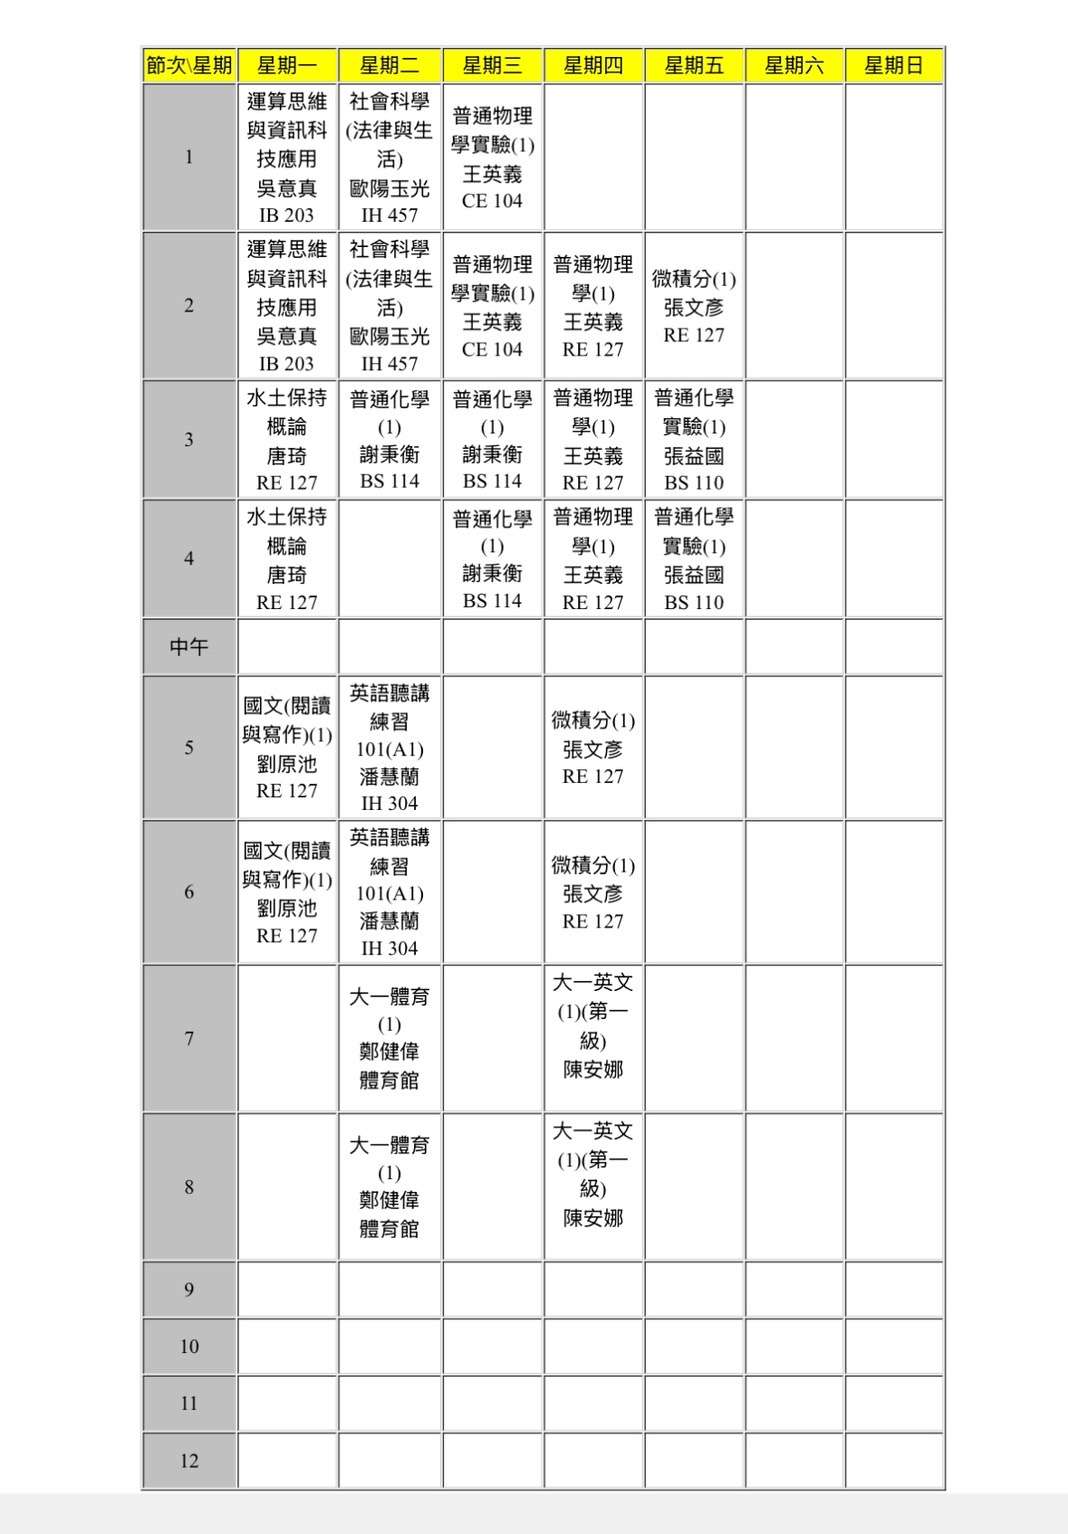 節次\星期 星期一 星期二 星期三 星期四 星期五 星期六 星期日
1
運算思維
與資訊科
技應用
吳意真
IB 203
社會科學
(法律與生
活)
歐陽玉光
IH 457
普通物理
學實驗(1)
王英義
CE 104
2
運算思維
與資訊科
技應用
吳意真
IB 203
社會科學
(法律與生
活)
歐陽玉光
IH 457
普通物理
學實驗(1)
王英義
CE 104
普通物理
學(1)
王英義
RE 127
微積分(1)
張文彥
RE 127
3
水土保持
概論
唐琦
RE 127
普通化學
(1)
謝秉衡
BS 114
普通化學
(1)
謝秉衡
BS 114
普通物理
學(1)
王英義
RE 127
普通化學
實驗(1)
張益國
BS 110
4
水土保持
概論
唐琦
RE 127
普通化學
(1)
謝秉衡
BS 114
普通物理
學(1)
王英義
RE 127
普通化學
實驗(1)
張益國
BS 110
中午
5
國文(閱讀
與寫作)(1)
劉原池
RE 127
英語聽講
練習
101(A1)
潘慧蘭
IH 304
微積分(1)
張文彥
RE 127
6
國文(閱讀
與寫作)(1)
劉原池
RE 127
英語聽講
練習
101(A1)
潘慧蘭
IH 304
微積分(1)
張文彥
RE 127
7
大一體育
(1)
鄭健偉
體育館
大一英文
(1)(第一
級)
陳安娜
8
大一體育
(1)
鄭健偉
體育館
大一英文
(1)(第一
級)
陳安娜
9
10
11
12